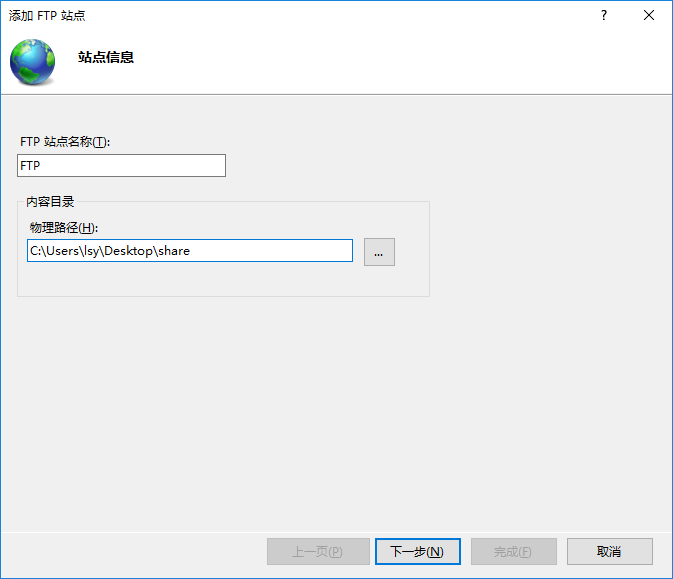 添加 FTP 站点
?
站点信息
FTP 站点名称(T):
FTP
内容目录
物理路径(H):
C:\Users\lsy\Desktop\share
...
上一页(P)
下一步(N)
完成(F)
取消